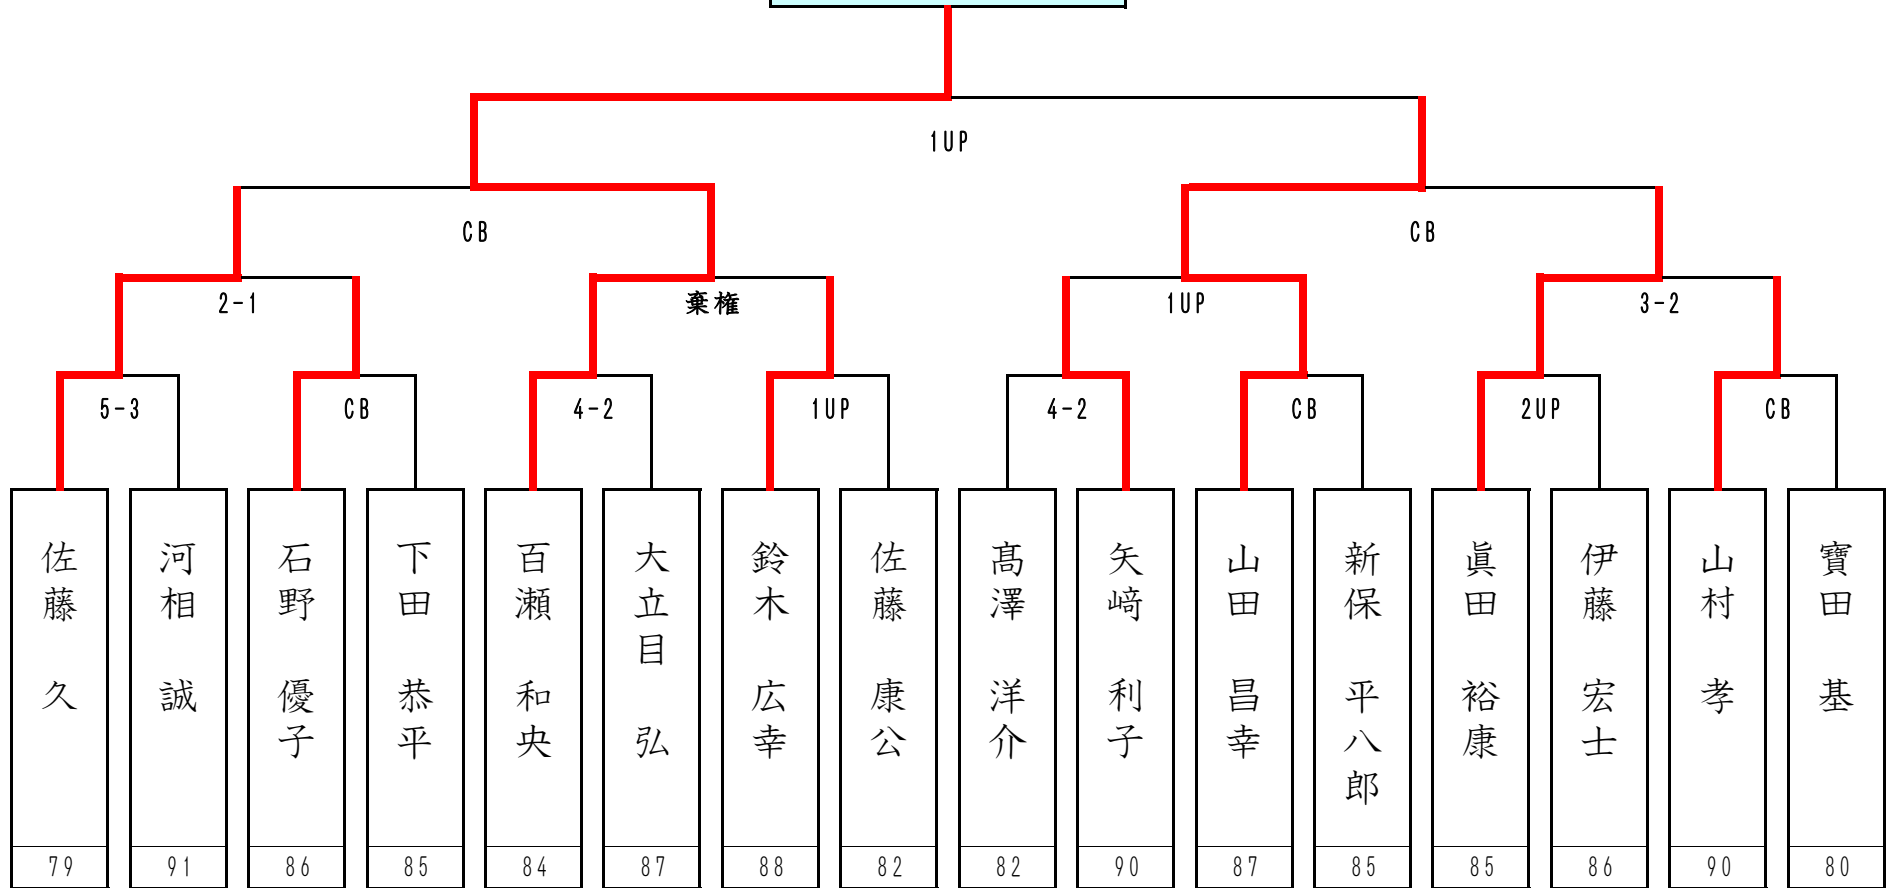 1UP
CB
CB
2-1
棄権
1UP
3-2
5-3
CB
4-2
1UP
4-2
CB
2UP
CB
佐藤 久
河相 誠
石野 優子
下田 恭平
百瀬 和央
大立目 弘
鈴木 広幸
佐藤 康公
髙澤 洋介
矢﨑 利子
山田 昌幸
新保 平八郎
眞田 裕康
伊藤 宏士
山村 孝
寶田 基
79
91
86
85
84
87
88
82
82
90
87
85
85
86
90
80